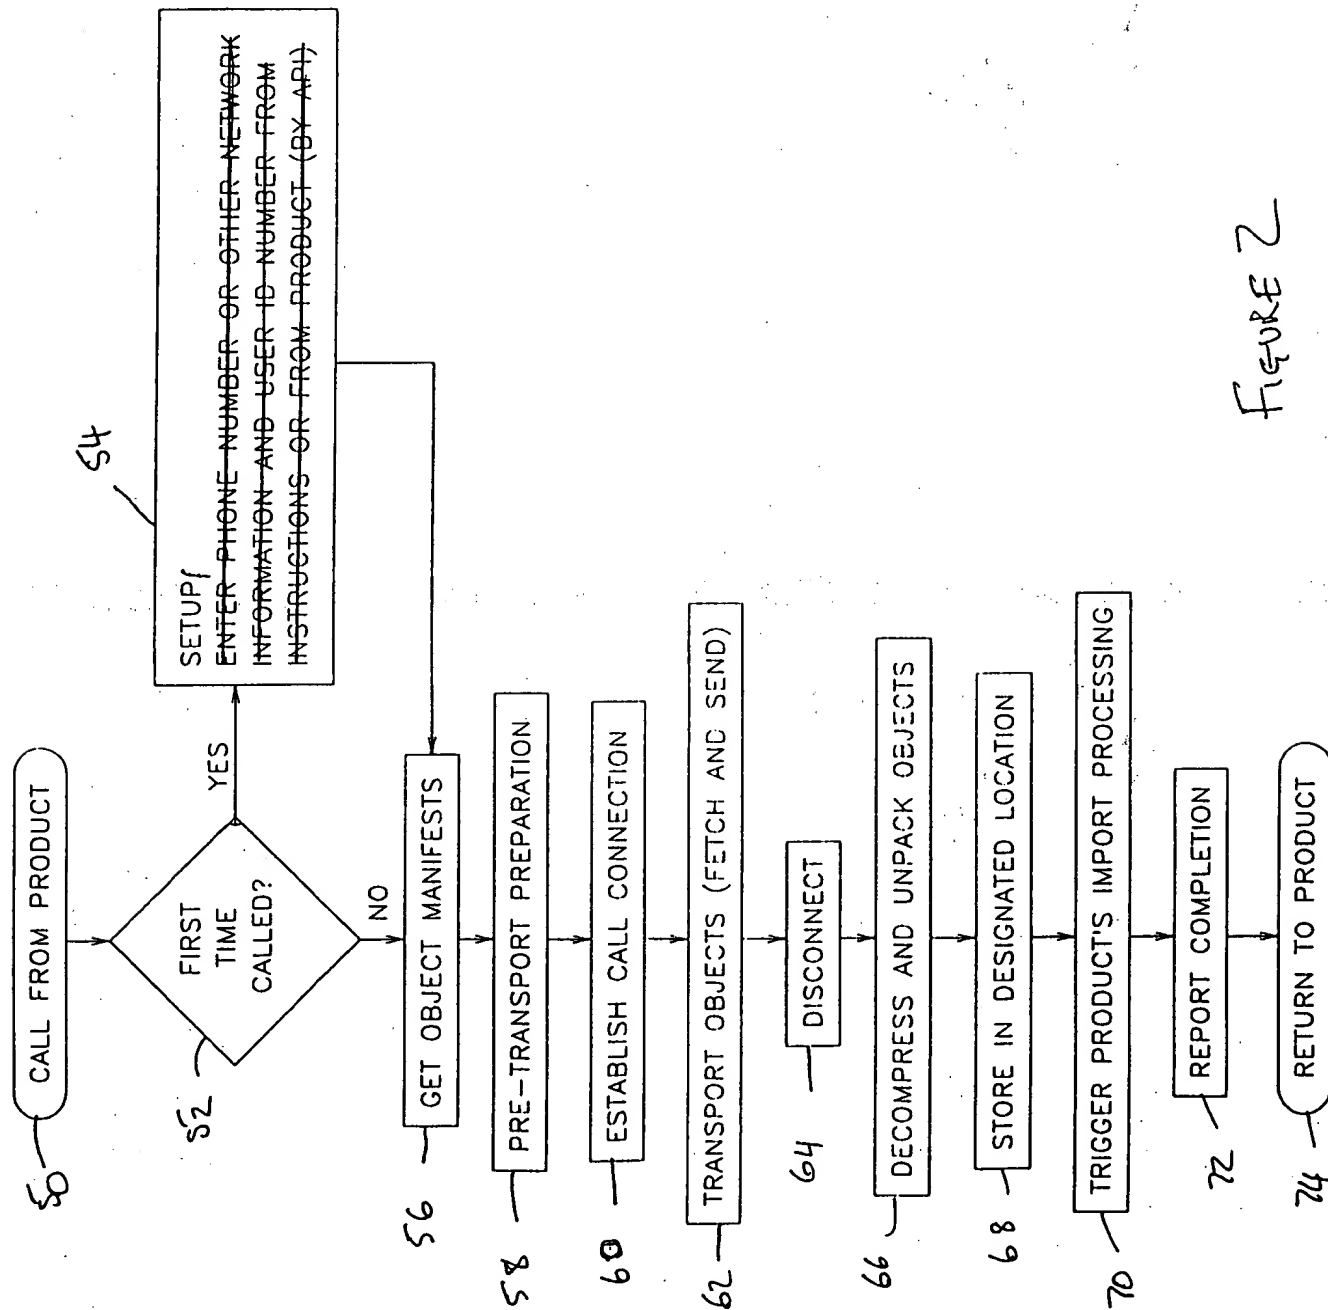 50
CALL FROM PRODUCT
52
FIRST
TIME
CALLED?
YES
NO
54
SETUP
ENTER PHONE NUMBER OR OTHER NETWORK
INFORMATION AND USER ID NUMBER FROM
INSTRUCTIONS OR FROM PRODUCT (BY API)
56
GET OBJECT MANIFESTS
58
PRE-TRANSPORT PREPARATION
60
ESTABLISH CALL CONNECTION
62
TRANSPORT OBJECTS (FETCH AND SEND)
64
DISCONNECT
66
DECOMPRESS AND UNPACK OBJECTS
68
STORE IN DESIGNATED LOCATION
70
TRIGGER PRODUCT'S IMPORT PROCESSING
72
REPORT COMPLETION
74
RETURN TO PRODUCT
FIGURE 2